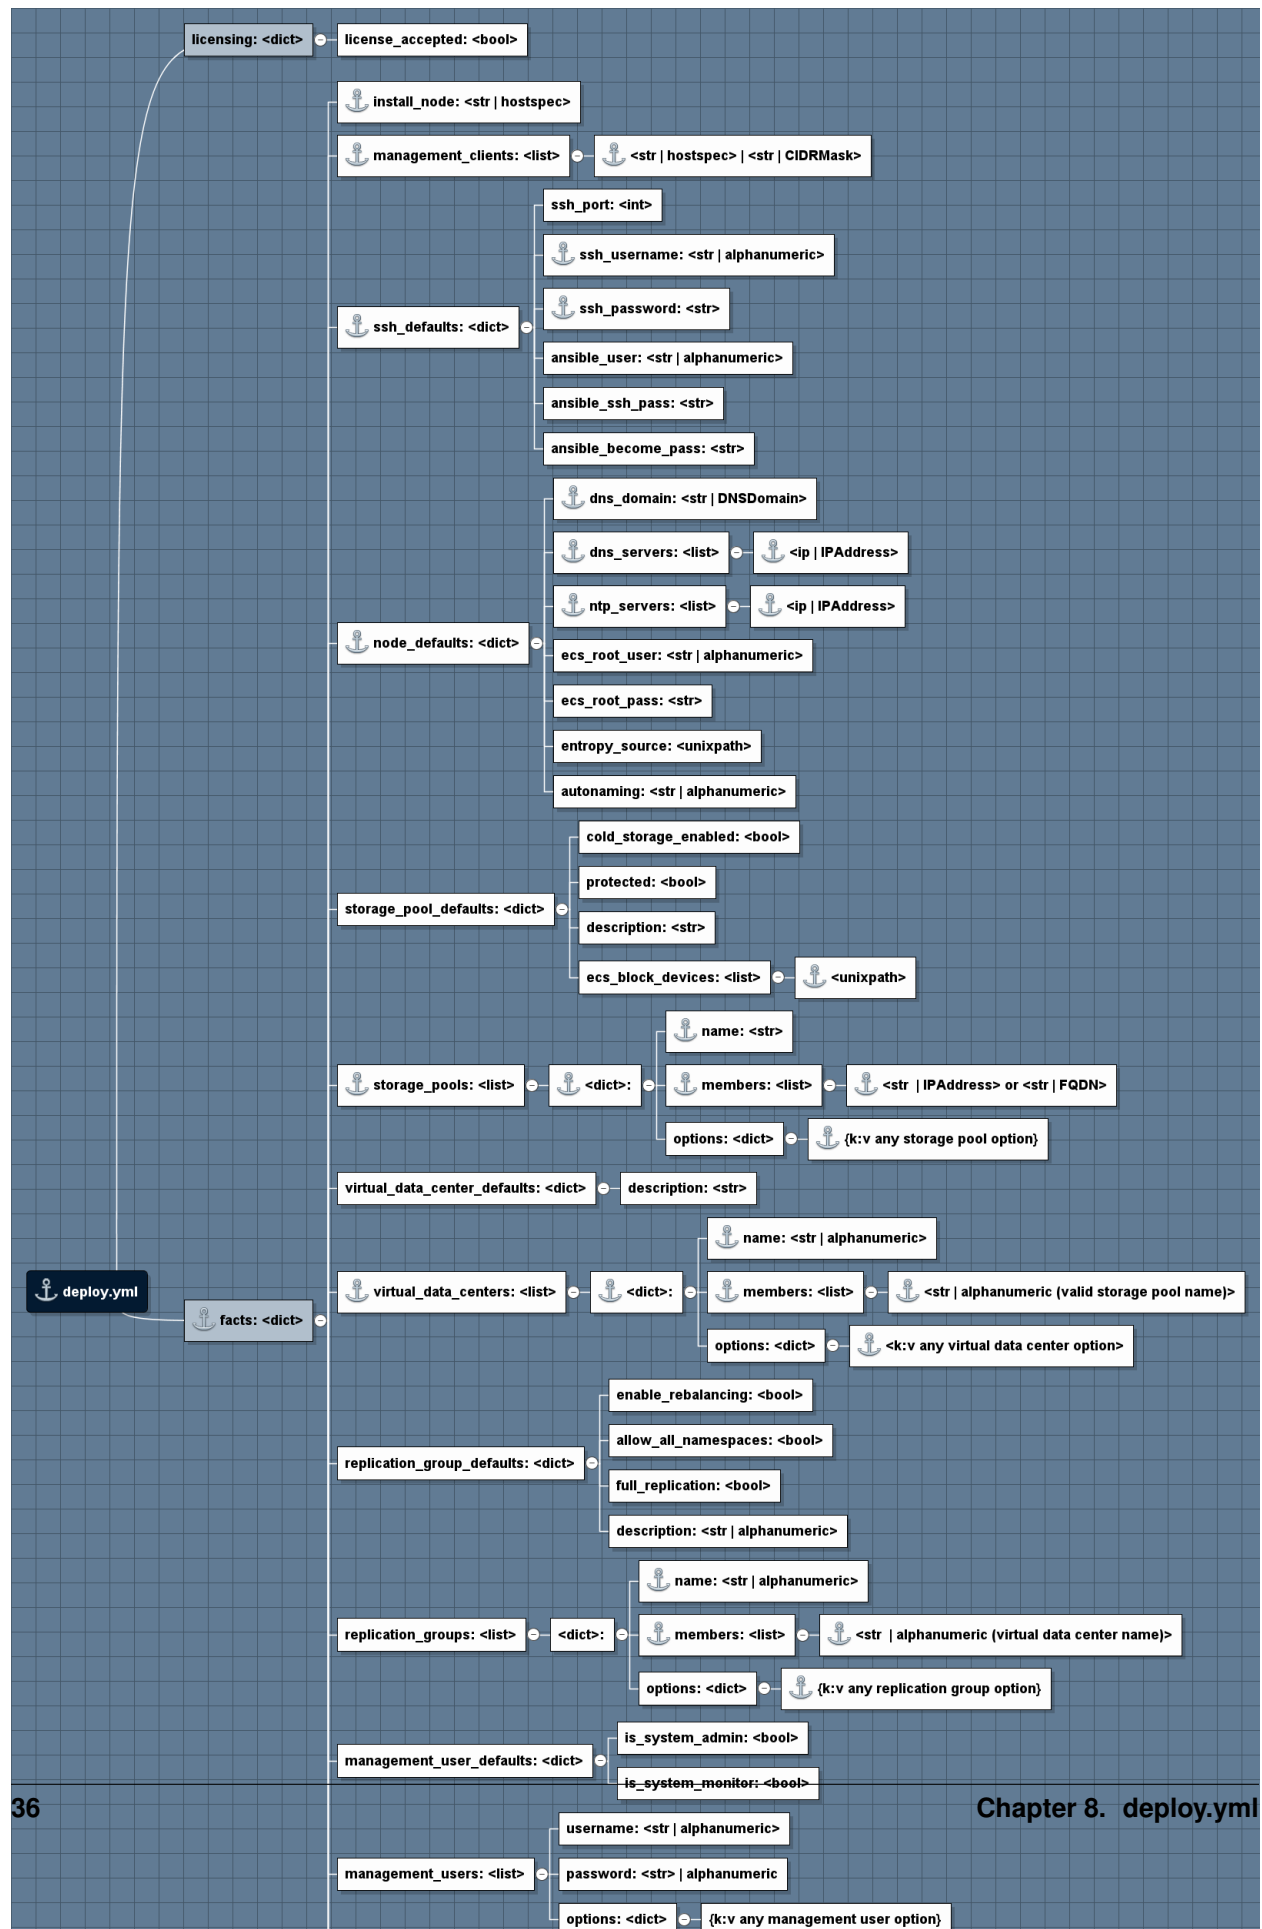 licensing: <dict>
license_accepted: <bool>
install_node: <str | hostspec>
management_clients: <list>
<str | hostspec> | <str | CIDRMask>
ssh_defaults: <dict>
ssh_port: <int>
ssh_username: <str | alphanumeric>
ssh_password: <str>
ansible_user: <str | alphanumeric>
ansible_ssh_pass: <str>
ansible_become_pass: <str>
node_defaults: <dict>
dns_domain: <str | DNSDomain>
dns_servers: <list>
<ip | IPAddress>
ntp_servers: <list>
<ip | IPAddress>
ecs_root_user: <str | alphanumeric>
ecs_root_pass: <str>
entropy_source: <unixpath>
autonaming: <str | alphanumeric>
storage_pool_defaults: <dict>
cold_storage_enabled: <bool>
protected: <bool>
description: <str>
ecs_block_devices: <list>
<unixpath>
storage_pools: <list>
<dict>:
name: <str>
members: <list>
<str  | IPAddress> or <str | FQDN>
options: <dict>
{k:v any storage pool option}
virtual_data_center_defaults: <dict>
description: <str>
deploy.yml
facts: <dict>
virtual_data_centers: <list>
<dict>:
name: <str | alphanumeric>
members: <list>
<str | alphanumeric (valid storage pool name)>
options: <dict>
<k:v any virtual data center option>
replication_group_defaults: <dict>
enable_rebalancing: <bool>
allow_all_namespaces: <bool>
full_replication: <bool>
description: <str | alphanumeric>
replication_groups: <list>
<dict>:
name: <str | alphanumeric>
members: <list>
<str  | alphanumeric (virtual data center name)>
options: <dict>
{k:v any replication group option}
management_user_defaults: <dict>
is_system_admin: <bool>
is_system_monitor: <bool>
36
Chapter 8. deploy.yml
management_users: <list>
username: <str | alphanumeric>
password: <str> | alphanumeric
options: <dict>
{k:v any management user option}